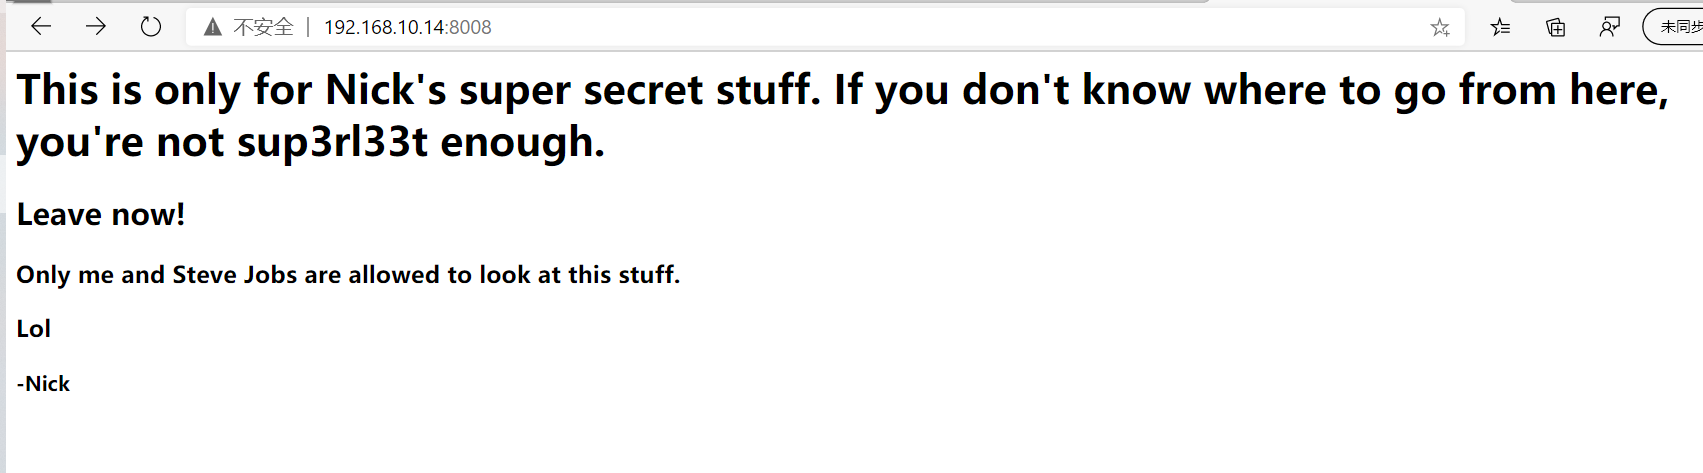 不安全 | 192.168.10.14:8008
未同步
This is only for Nick's super secret stuff. If you don't know where to go from here,
you're not sup3rl33t enough.
Leave now!
Only me and Steve Jobs are allowed to look at this stuff.
Lol
-Nick